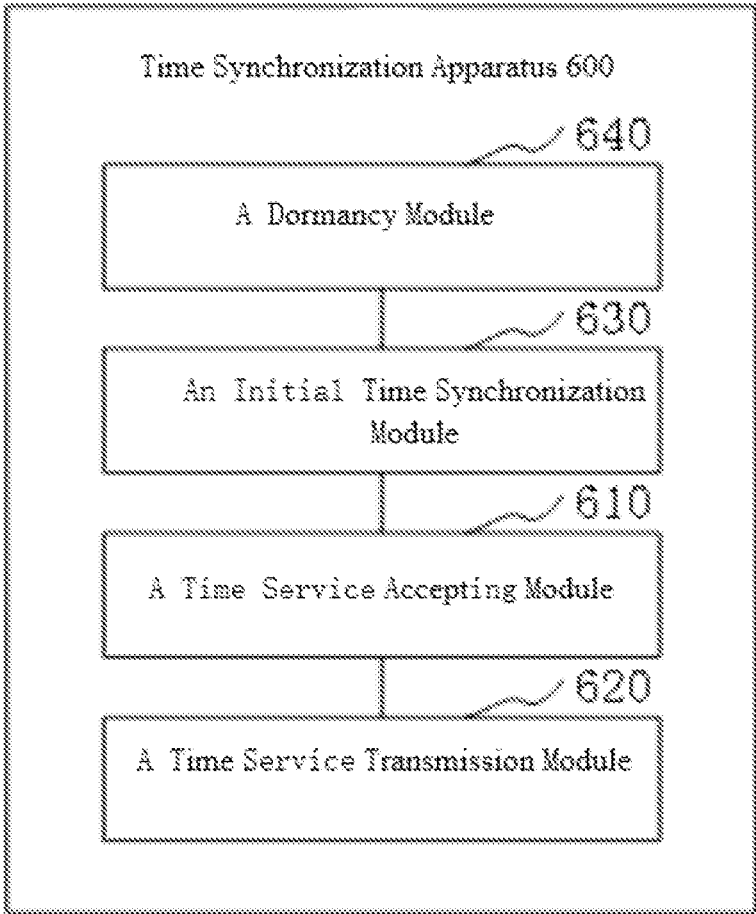 Time Synchronization Apparatus 600
640
A Dormancy Module
630
An Initial Time Synchronization
Module
610
A Time Service Accepting Module
620
A Time Service Transmission Module